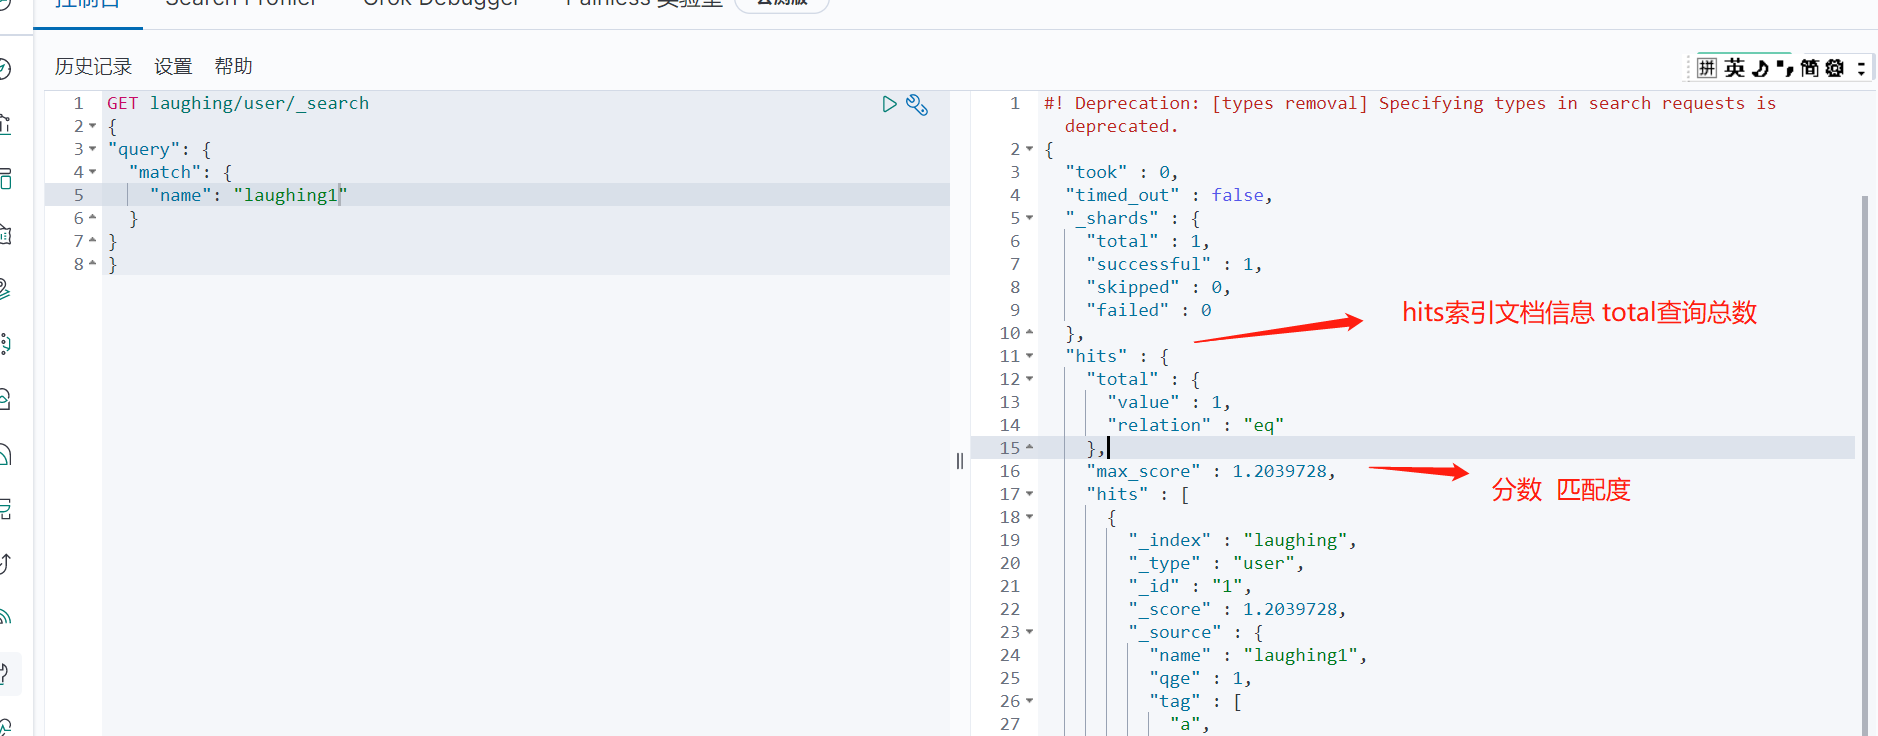 控制台 Search Profiler Grok Debugger Painless 实验室 公测版
历史记录 设置 帮助
拼 英 简
1 GET laughing/user/_search
2 {
3 "query": {
4 "match": {
5 "name": "laughing1"
6 }
7 }
8 }
1 #! Deprecation: [types removal] Specifying types in search requests is
deprecated.
2 {
3 "took" : 0,
4 "timed_out" : false,
5 "_shards" : {
6 "total" : 1,
7 "successful" : 1,
8 "skipped" : 0,
9 "failed" : 0
10 },
hits索引文档信息 total查询总数
11 "hits" : {
12 "total" : {
13 "value" : 1,
14 "relation" : "eq"
15 },
16 "max_score" : 1.2039728,
分数 匹配度
17 "hits" : [
18 {
19 "_index" : "laughing",
20 "_type" : "user",
21 "_id" : "1",
22 "_score" : 1.2039728,
23 "_source" : {
24 "name" : "laughing1",
25 "qge" : 1,
26 "tag" : [
27 "a",